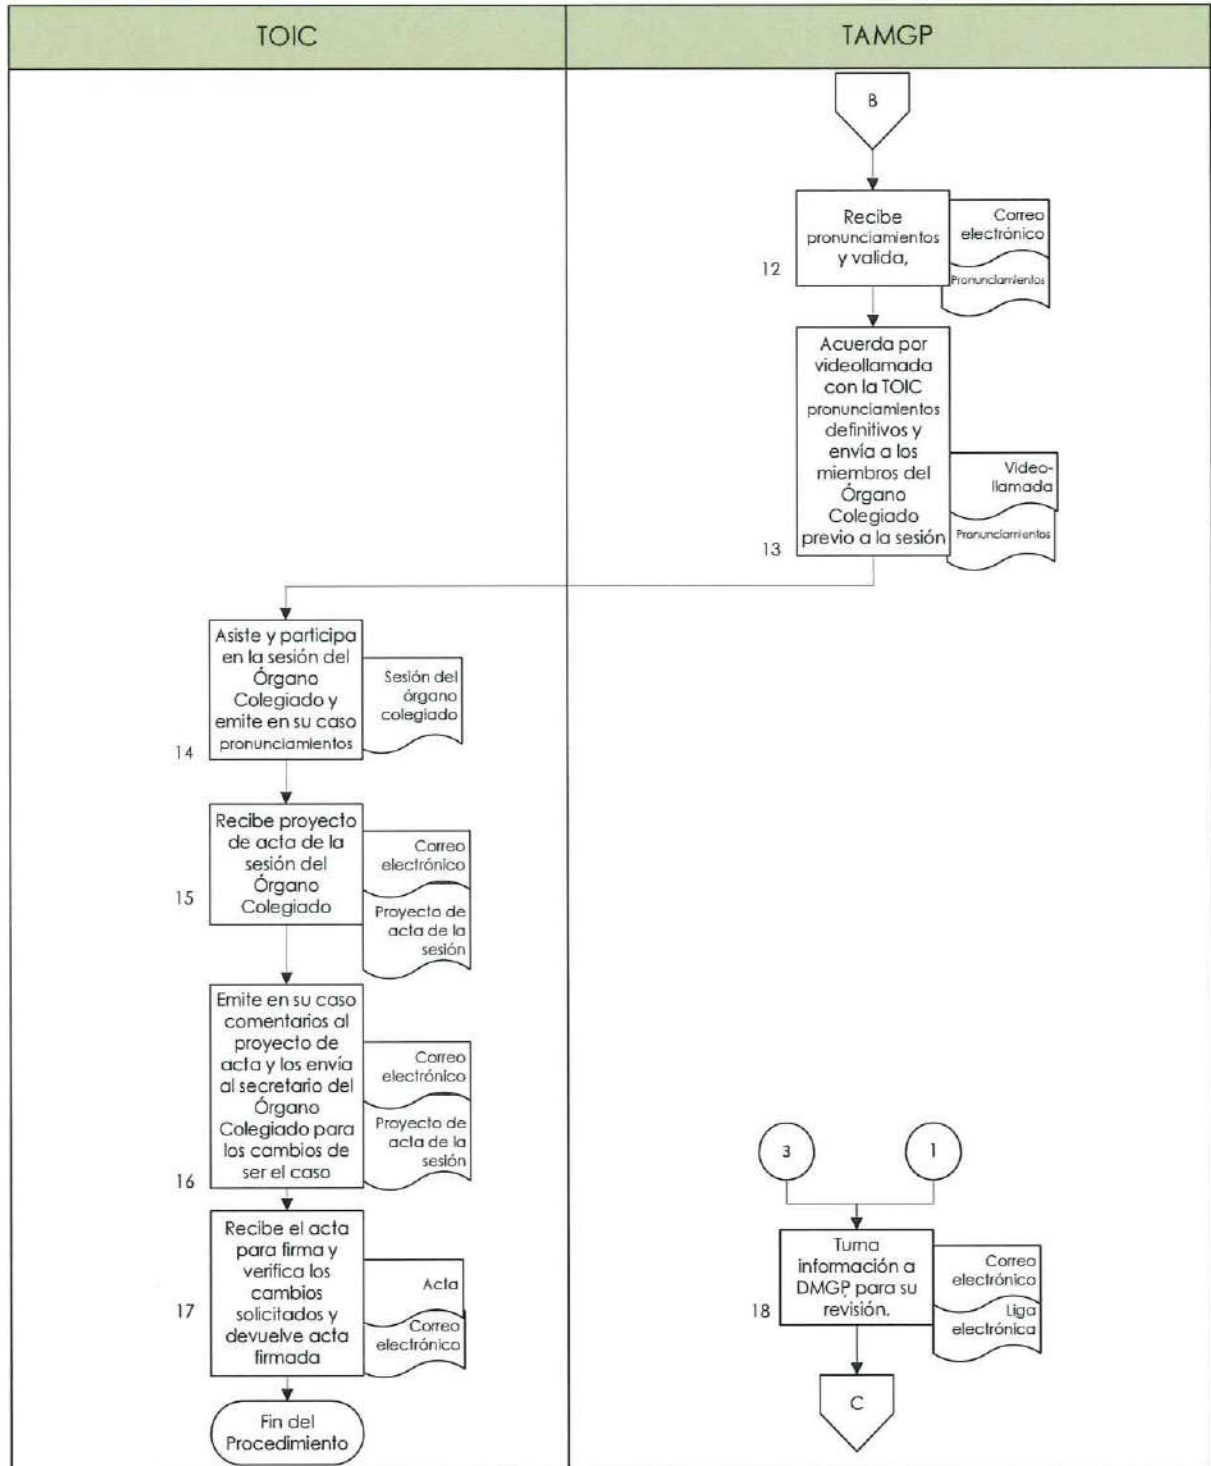 TOIC
TAMGP
B
Recibe
pronunciamientos
y valida,
12
Correo
electrónico
Pronunciamientos
Acuerda por
videollamada
con la TOIC
pronunciamientos
definitivos y
envía a los
miembros del
Órgano
Colegiado
previo a la sesión
13
Video-
llamada
Pronunciamientos
Asiste y participa
en la sesión del
Órgano
Colegiado y
emite en su caso
pronunciamientos
14
Sesión del
órgano
colegiado
Recibe proyecto
de acta de la
sesión del
Órgano
Colegiado
15
Correo
electrónico
Proyecto de
acta de la
sesión
Emite en su caso
comentarios al
proyecto de
acta y los envía
al secretario del
Órgano
Colegiado para
los cambios de
ser el caso
16
Correo
electrónico
Proyecto de
acta de la
sesión
Recibe el acta
para firma y
verifica los
cambios
solicitados y
devuelve acta
firmada
17
Acta
Correo
electrónico
Fin del
Procedimiento
3
1
Turna
información a
DMGP para su
revisión.
18
Correo
electrónico
Liga
electrónica
C